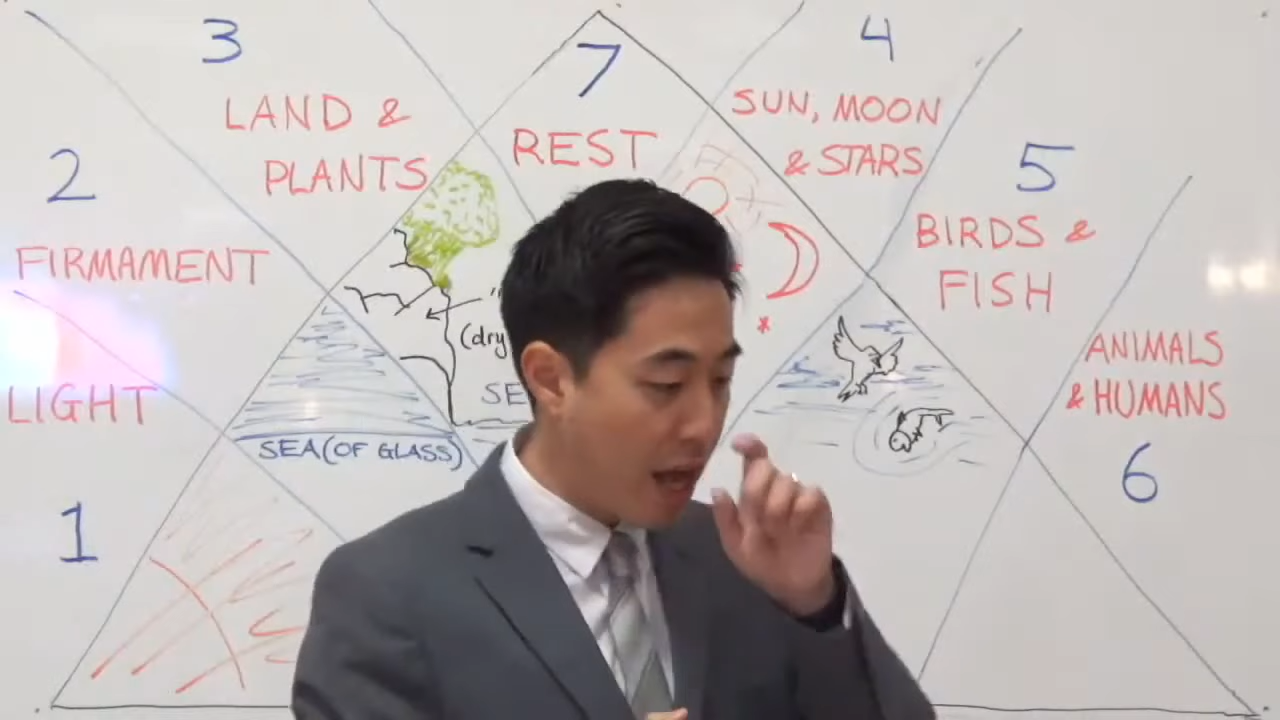 3
LAND &
PLANTS
7
REST
4
SUN, MOON
& STARS
2
FIRMAMENT
5
BIRDS &
FISH
LIGHT
1
ANIMALS
& HUMANS
6
(dry
SEA (OF GLASS)